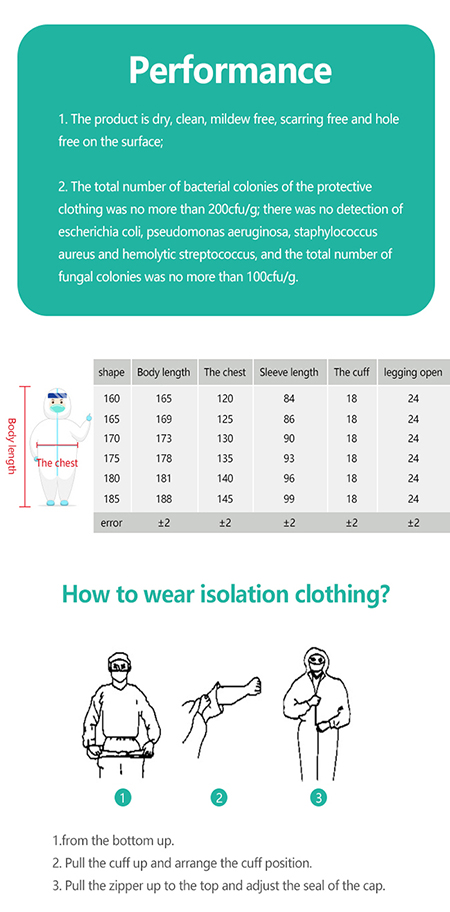 Performance
1. The product is dry, clean, mildew free, scarring free and hole
free on the surface;
2. The total number of bacterial colonies of the protective
clothing was no more than 200cfu/g; there was no detection of
escherichia coli, pseudomonas aeruginosa, staphylococcus
aureus and hemolytic streptococcus, and the total number of
fungal colonies was no more than 100cfu/g.
Body length
The chest
shape Body length The chest Sleeve length The cuff legging open
160 165 120 84 18 24
165 169 125 86 18 24
170 173 130 90 18 24
175 178 135 93 18 24
180 181 140 96 18 24
185 188 145 99 18 24
error ±2 ±2 ±2 ±2 ±2
How to wear isolation clothing?
1 2 3
1.from the bottom up.
2. Pull the cuff up and arrange the cuff position.
3. Pull the zipper up to the top and adjust the seal of the cap.